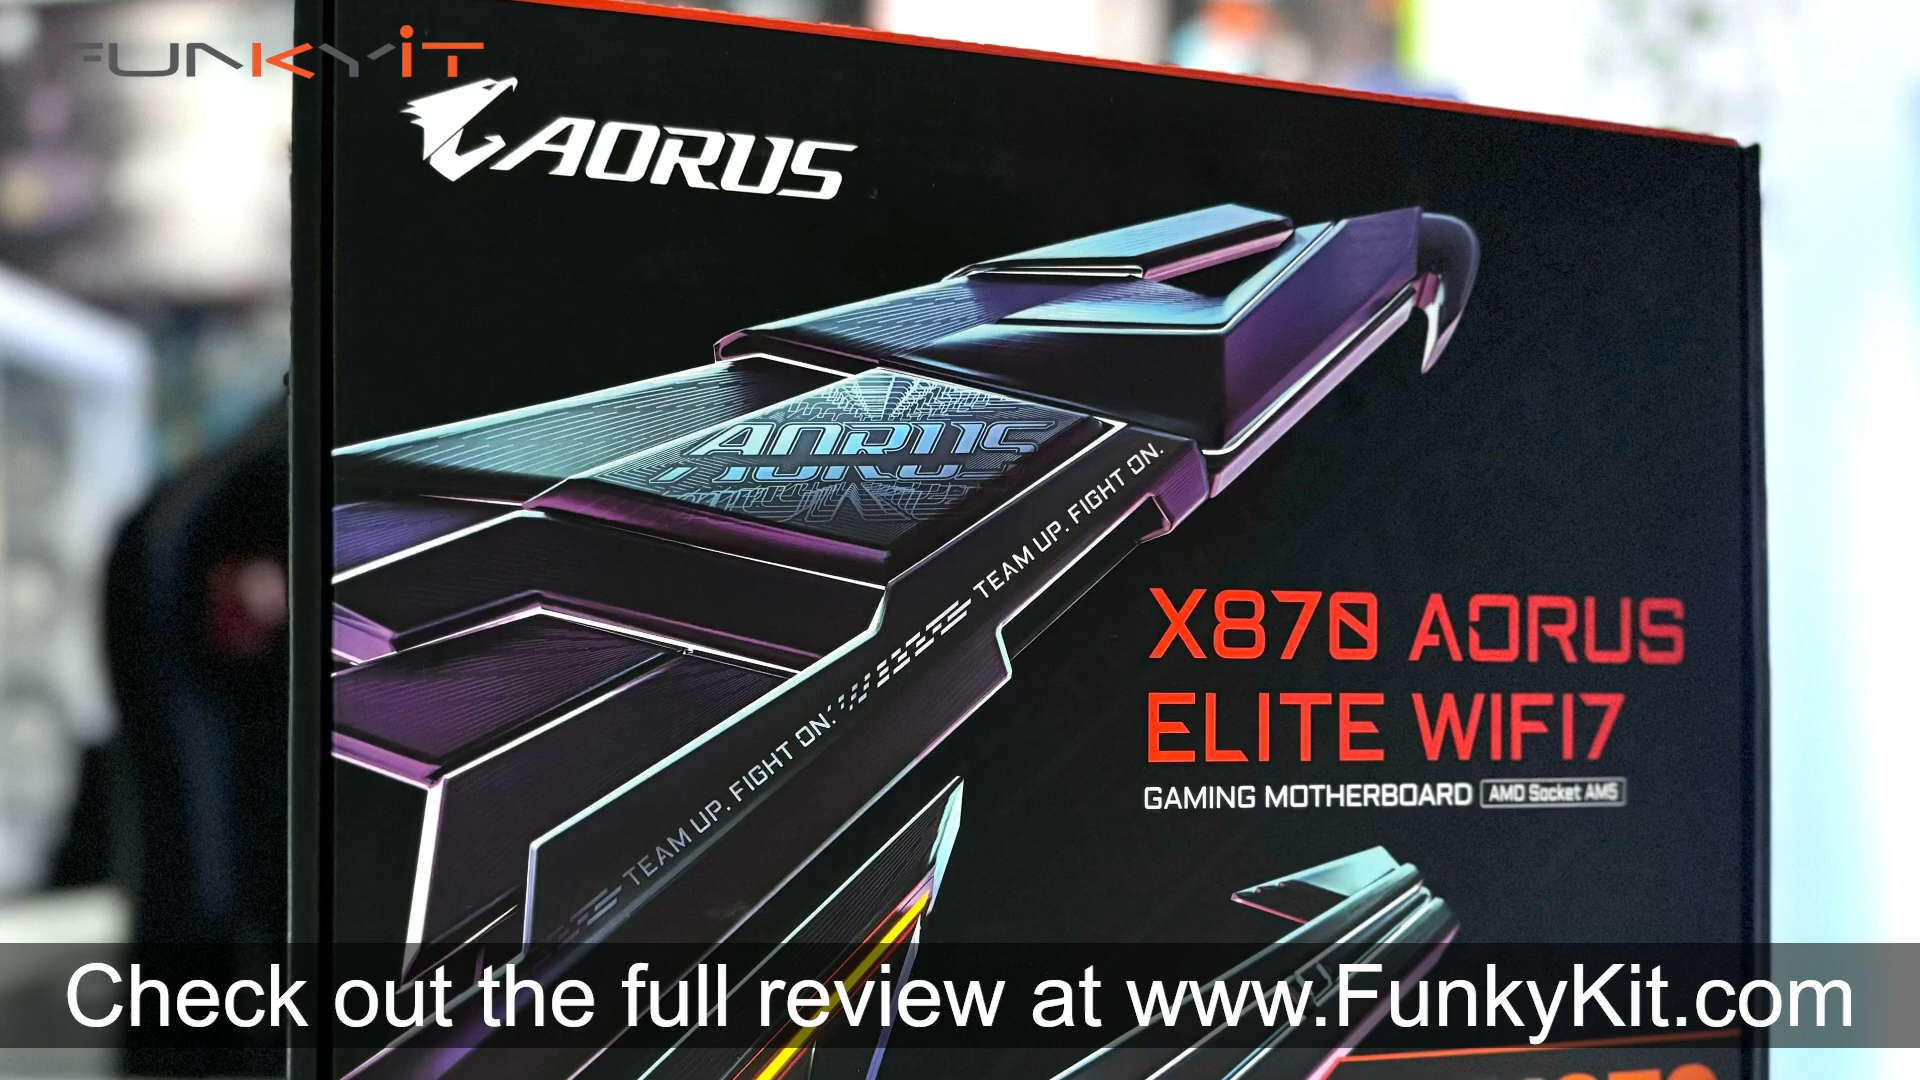 FUNKYiT
AORUS
AORUS
TEAM UP. FIGHT ON.
TEAM UP. FIGHT ON.
X870 AORUS
ELITE WIFI7
GAMING MOTHERBOARD AMD Socket AM5
Check out the full review at www.FunkyKit.com